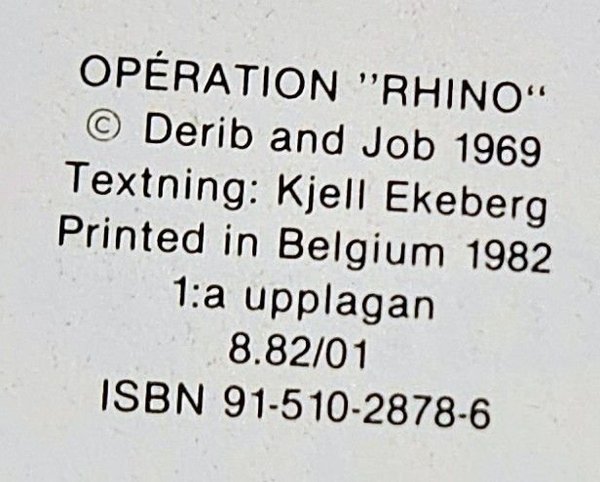 OPÉRATION ''RHINO“
© Derib and Job 1969
Textning: Kjell Ekeberg
Printed in Belgium 1982
1:a upplagan
8.82/01
ISBN 91-510-2878-6